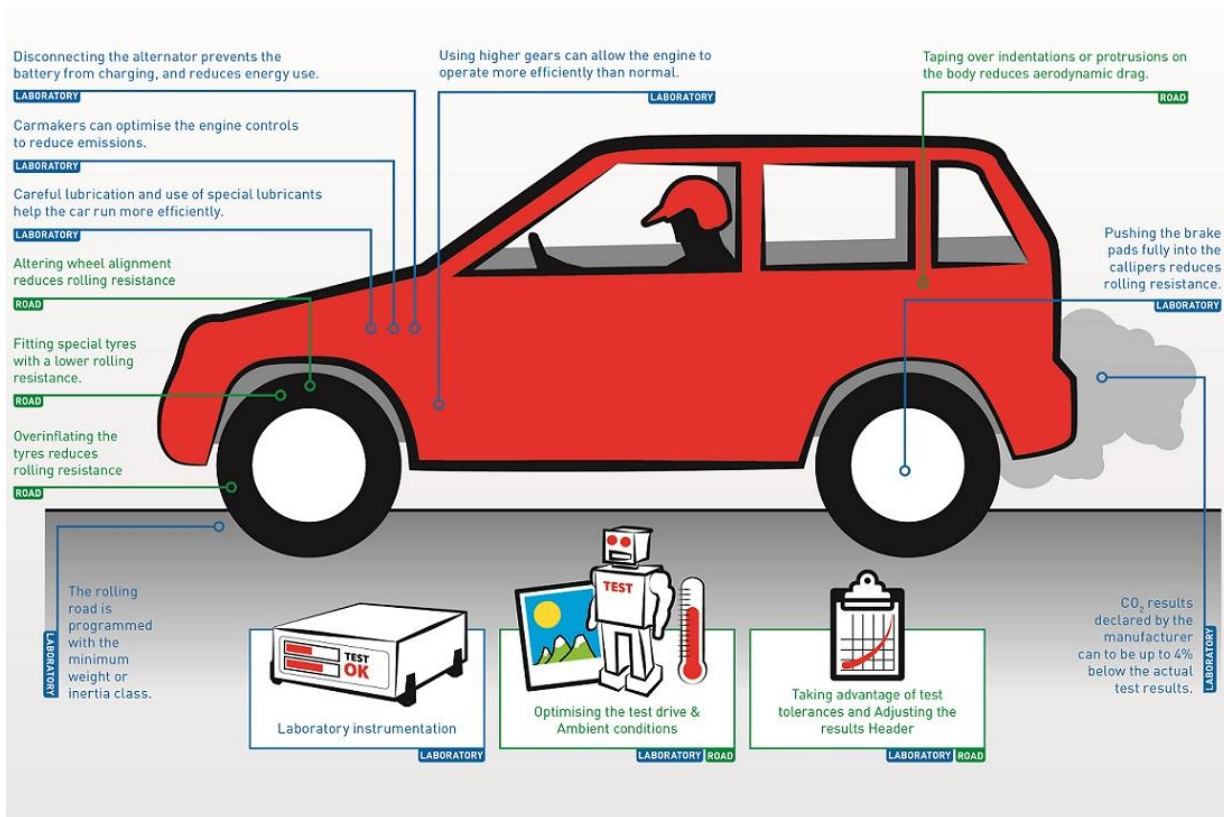 Disconnecting the alternator prevents the
battery from charging, and reduces energy use.
LABORATORY
Carmakers can optimise the engine controls
to reduce emissions.
LABORATORY
Careful lubrication and use of special lubricants
help the car run more efficiently.
LABORATORY
Altering wheel alignment
reduces rolling resistance
ROAD
Fitting special tyres
with a lower rolling
resistance.
ROAD
Overinflating the
tyres reduces
rolling resistance
ROAD
Using higher gears can allow the engine to
operate more efficiently than normal.
LABORATORY
Taping over indentations or protrusions on
the body reduces aerodynamic drag.
ROAD
Pushing the brake
pads fully into the
callipers reduces
rolling resistance.
LABORATORY
The rolling
road is
programmed
with the
minimum
weight or
inertia class.
LABORATORY
TEST
OK
Laboratory instrumentation
LABORATORY
TEST
Optimising the test drive &
Ambient conditions
LABORATORY ROAD
Taking advantage of test
tolerances and Adjusting the
results Header
LABORATORY ROAD
CO₂ results
declared by the
manufacturer
can to be up to 4%
below the actual
test results.
LABORATORY